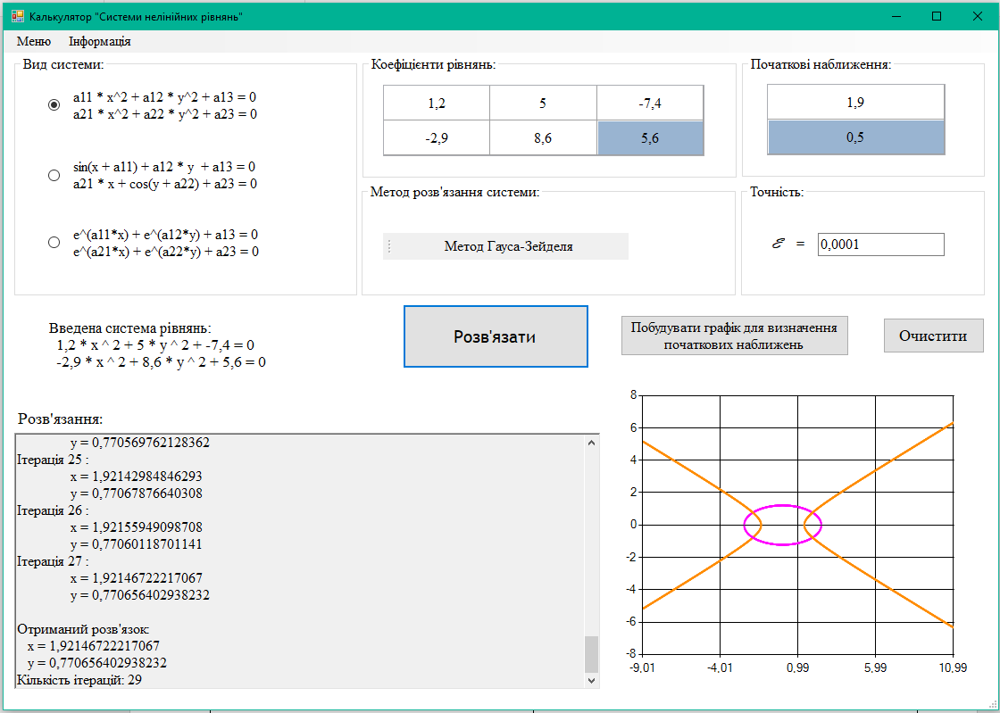 Калькулятор "Системи нелінійних рівнянь"
Меню Інформація
Вид системи:
a11 * x^2 + a12 * y^2 + a13 = 0
a21 * x^2 + a22 * y^2 + a23 = 0
sin(x + a11) + a12 * y + a13 = 0
a21 * x + cos(y + a22) + a23 = 0
e^(a11*x) + e^(a12*y) + a13 = 0
e^(a21*x) + e^(a22*y) + a23 = 0
Коефіцієнти рівнянь:
1,2 5 -7,4
-2,9 8,6 5,6
Початкові наближення:
1,9
0,5
Метод розв'язання системи:
Метод Гауса-Зейделя
Точність:
ℰ = 0,0001
Введена система рівнянь:
1,2 * x ^ 2 + 5 * y ^ 2 + -7,4 = 0
-2,9 * x ^ 2 + 8,6 * y ^ 2 + 5,6 = 0
Розв'язати
Побудувати графік для визначення
початкових наближень
Очистити
Розв'язання:
y = 0,770569762128362
Ітерація 25 :
x = 1,92142984846293
y = 0,77067876640308
Ітерація 26 :
x = 1,92155949098708
y = 0,77060118701141
Ітерація 27 :
x = 1,92146722217067
y = 0,770656402938232
Отриманий розв'язок:
x = 1,92146722217067
y = 0,770656402938232
Кількість ітерацій: 29
8
6
4
2
0
-2
-4
-6
-8
-9,01 -4,01 0,99 5,99 10,99